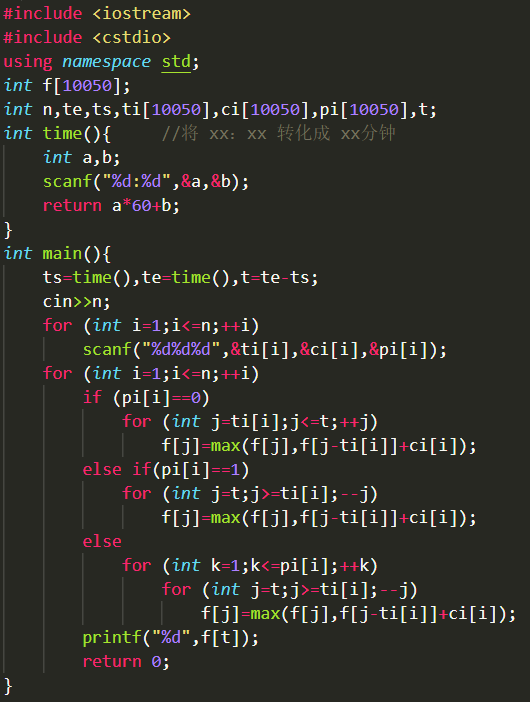 #include <iostream>
#include <cstdio>
using namespace std;
int f[10050];
int n,te,ts,ti[10050],ci[10050],pi[10050],t;
int time(){     //将 xx：xx 转化成 xx分钟
    int a,b;
    scanf("%d:%d",&a,&b);
    return a*60+b;
}
int main(){
    ts=time(),te=time(),t=te-ts;
    cin>>n;
    for (int i=1;i<=n;++i)
        scanf("%d%d%d",&ti[i],&ci[i],&pi[i]);
    for (int i=1;i<=n;++i)
        if (pi[i]==0)
            for (int j=ti[i];j<=t;++j)
                f[j]=max(f[j],f[j-ti[i]]+ci[i]);
        else if(pi[i]==1)
            for (int j=t;j>=ti[i];--j)
                f[j]=max(f[j],f[j-ti[i]]+ci[i]);
        else
            for (int k=1;k<=pi[i];++k)
                for (int j=t;j>=ti[i];--j)
                    f[j]=max(f[j],f[j-ti[i]]+ci[i]);
        printf("%d",f[t]);
        return 0;
}